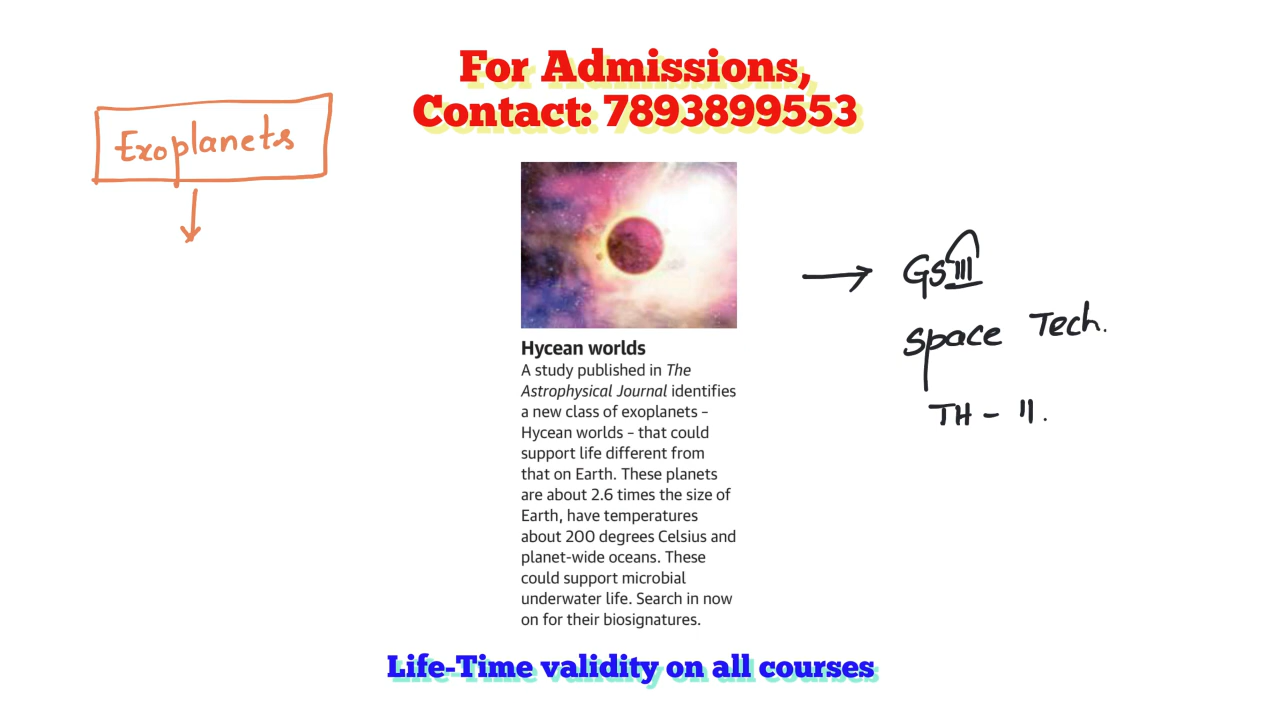 For Admissions,
Contact: 7893899553
Exoplanets
Hycean worlds
A study published in The
Astrophysical Journal identifies
a new class of exoplanets –
Hycean worlds – that could
support life different from
that on Earth. These planets
are about 2.6 times the size of
Earth, have temperatures
about 200 degrees Celsius and
planet-wide oceans. These
could support microbial
underwater life. Search in now
on for their biosignatures.
GS III
Space Tech.
TH - II.
Life-Time validity on all courses